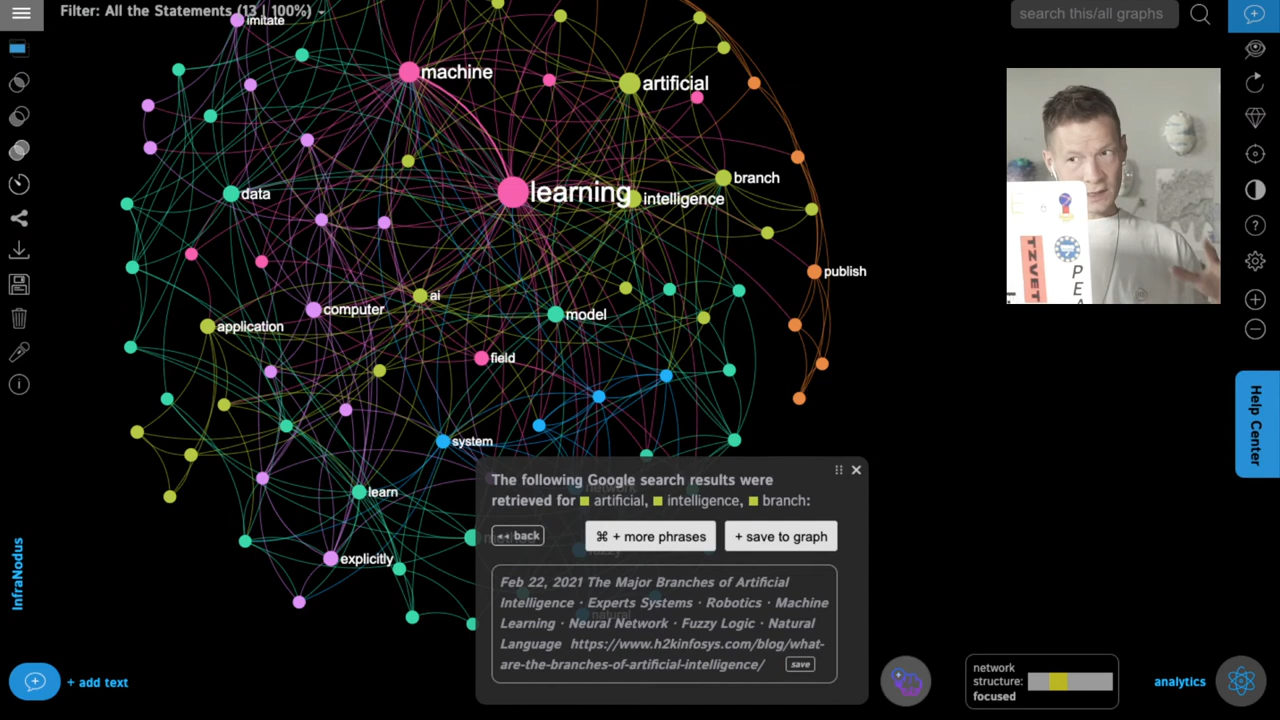 Filter: All the Statements (13 | 100%)
search this/all graphs
imitate
machine
artificial
learning
branch
data
intelligence
publish
ai
computer
model
application
field
system
learn
explicitly
TZVET
P
E
A
Help Center
InfraNodus
The following Google search results were
retrieved for artificial, intelligence, branch:
◂◂ back
⌘ + more phrases
+ save to graph
Feb 22, 2021 The Major Branches of Artificial
Intelligence · Experts Systems · Robotics · Machine
Learning · Neural Network · Fuzzy Logic · Natural
Language https://www.h2kinfosys.com/blog/what-
are-the-branches-of-artificial-intelligence/
save
+ add text
network
structure:
focused
analytics